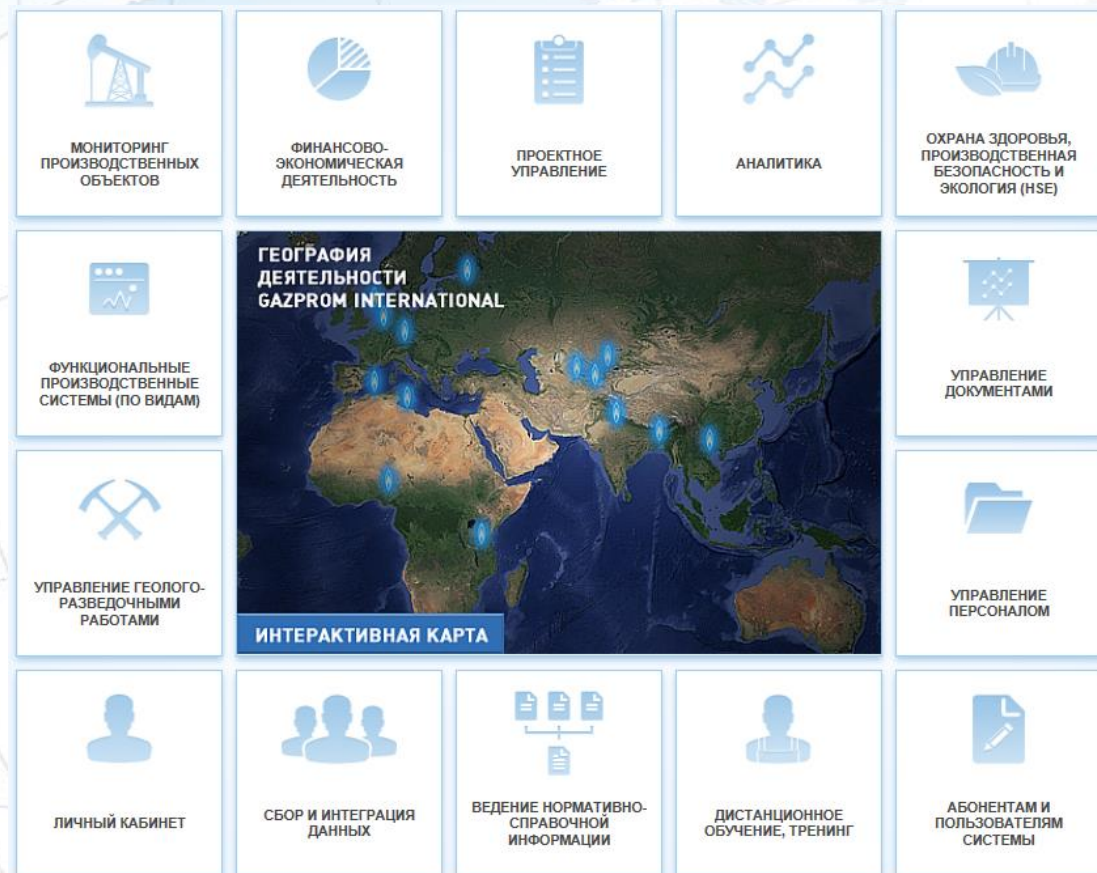 МОНИТОРИНГ
ПРОИЗВОДСТВЕННЫХ
ОБЪЕКТОВ
ФИНАНСОВО-
ЭКОНОМИЧЕСКАЯ
ДЕЯТЕЛЬНОСТЬ
ПРОЕКТНОЕ
УПРАВЛЕНИЕ
АНАЛИТИКА
ОХРАНА ЗДОРОВЬЯ,
ПРОИЗВОДСТВЕННАЯ
БЕЗОПАСНОСТЬ И
ЭКОЛОГИЯ (HSE)
ФУНКЦИОНАЛЬНЫЕ
ПРОИЗВОДСТВЕННЫЕ
СИСТЕМЫ (ПО ВИДАМ)
ГЕОГРАФИЯ
ДЕЯТЕЛЬНОСТИ
GAZPROM INTERNATIONAL
УПРАВЛЕНИЕ
ДОКУМЕНТАМИ
УПРАВЛЕНИЕ ГЕОЛОГО-
РАЗВЕДОЧНЫМИ
РАБОТАМИ
ИНТЕРАКТИВНАЯ КАРТА
УПРАВЛЕНИЕ
ПЕРСОНАЛОМ
ЛИЧНЫЙ КАБИНЕТ
СБОР И ИНТЕГРАЦИЯ
ДАННЫХ
ВЕДЕНИЕ НОРМАТИВНО-
СПРАВОЧНОЙ
ИНФОРМАЦИИ
ДИСТАНЦИОННОЕ
ОБУЧЕНИЕ, ТРЕНИНГ
АБОНЕНТАМ И
ПОЛЬЗОВАТЕЛЯМ
СИСТЕМЫ